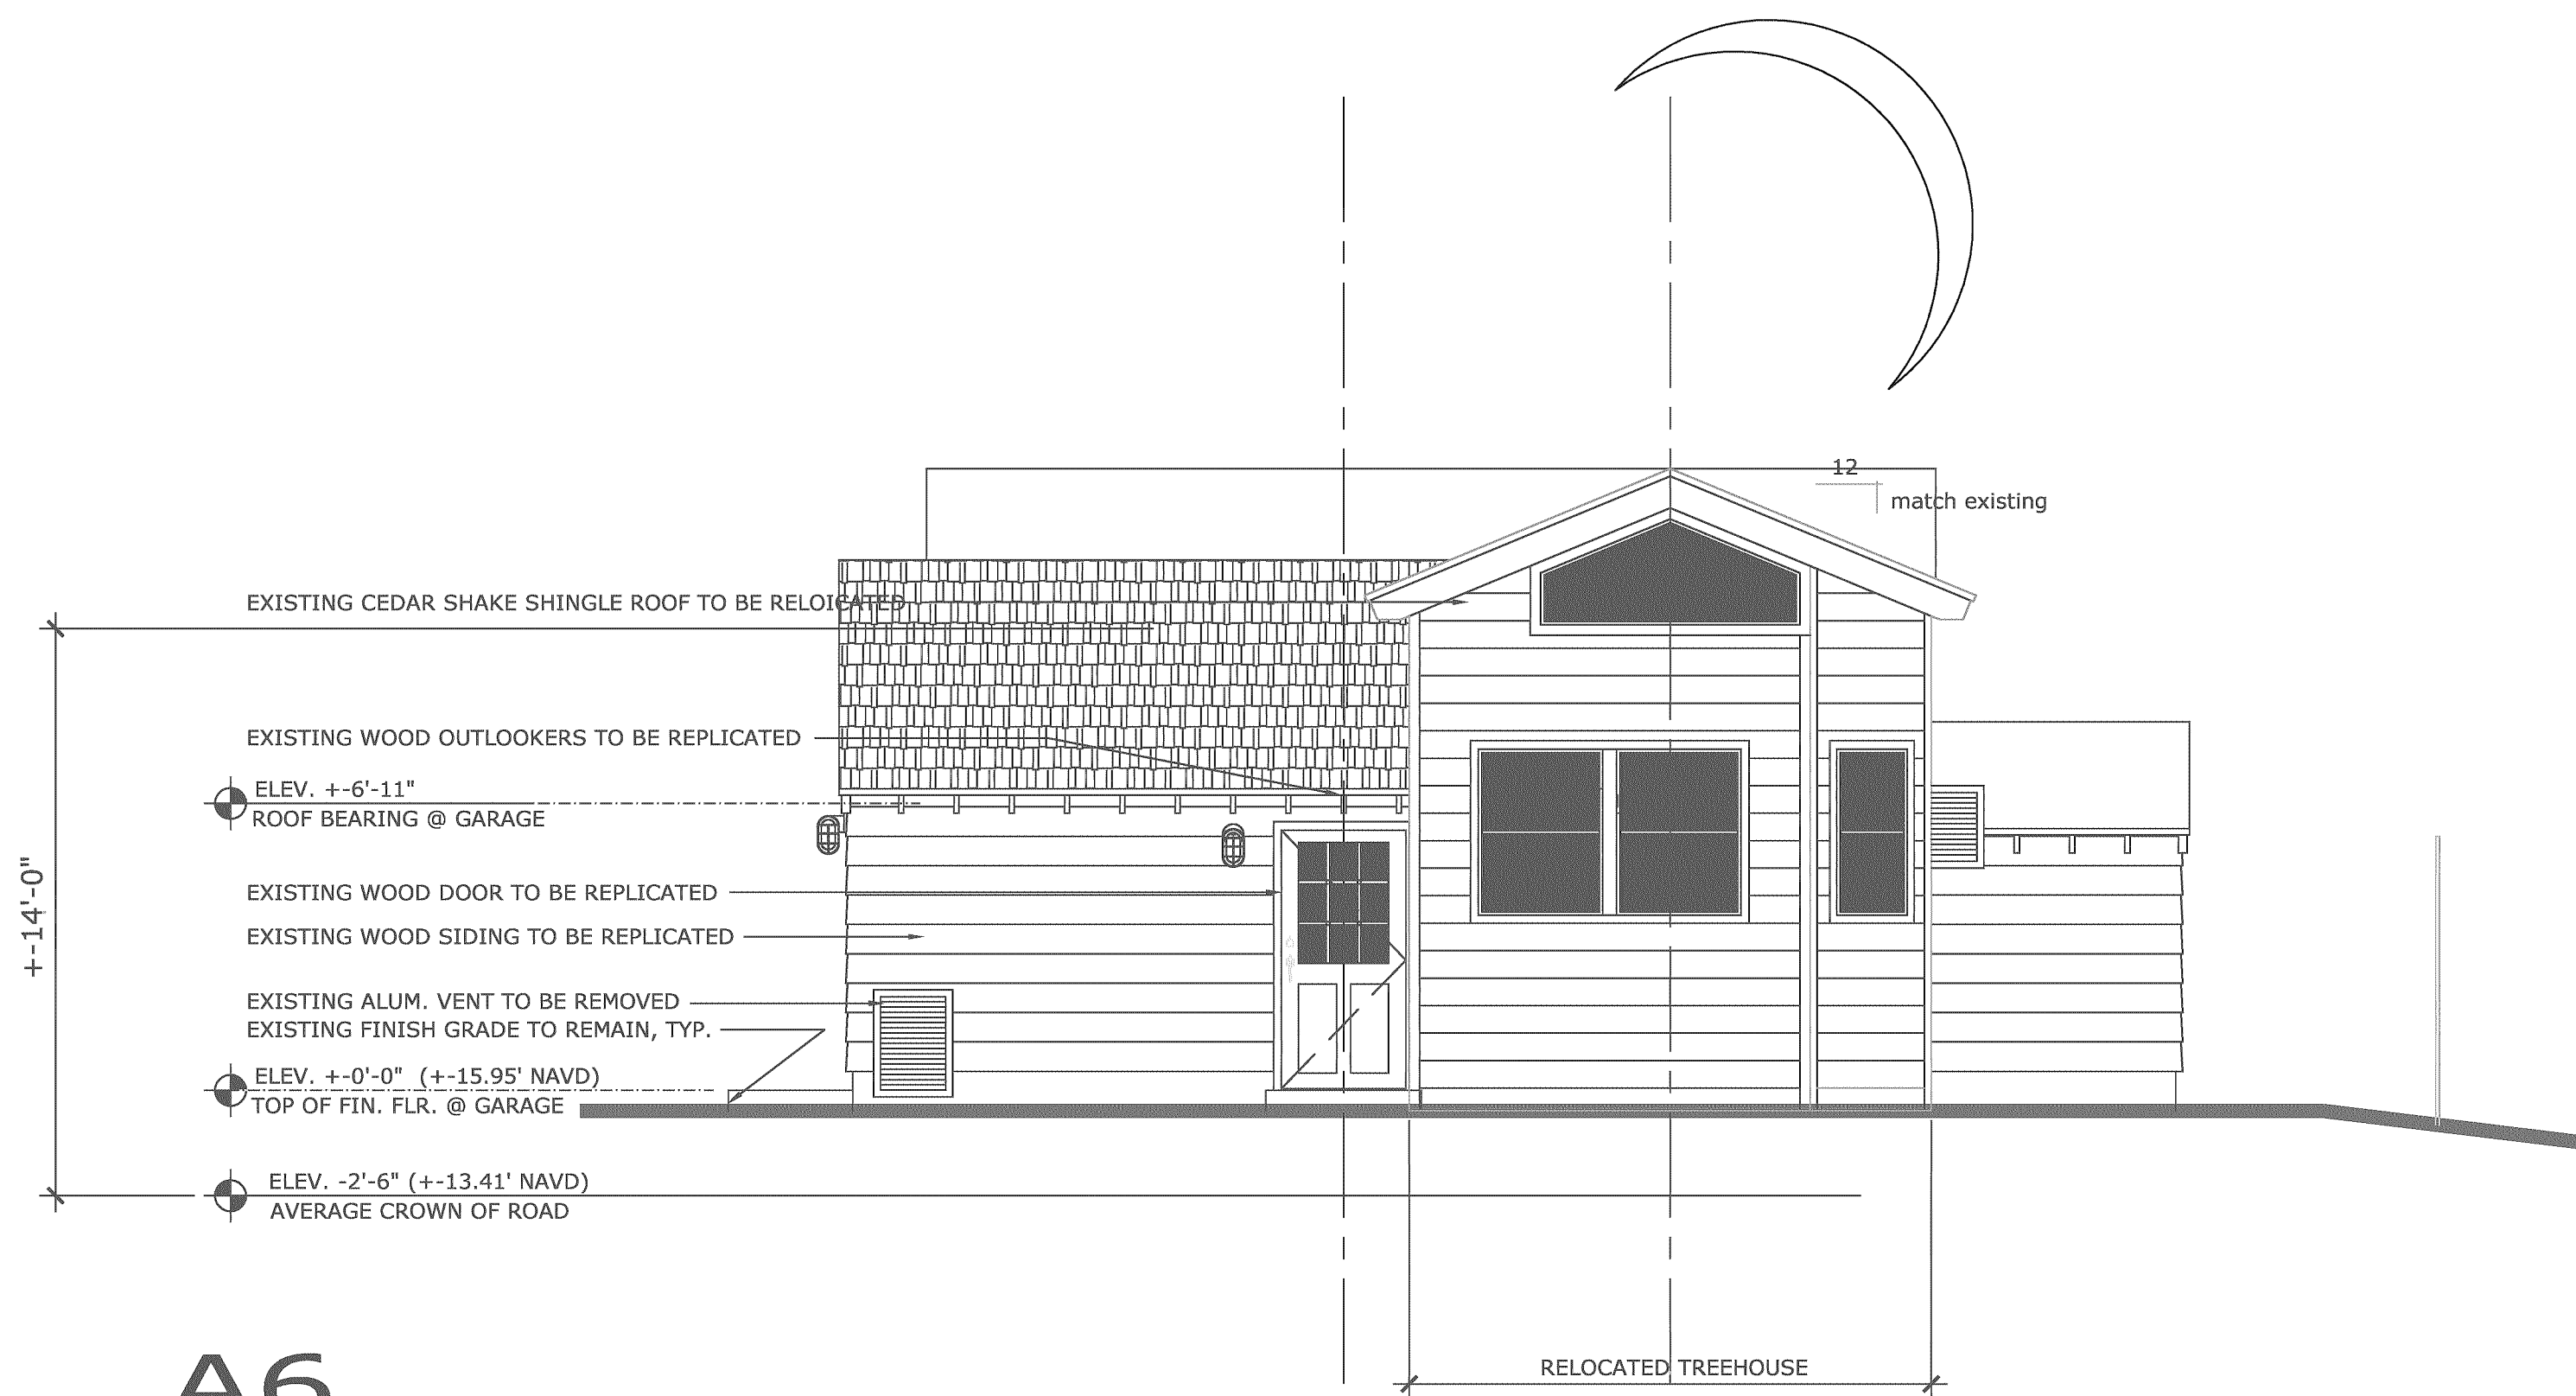 12
match existing
EXISTING CEDAR SHAKE SHINGLE ROOF TO BE RELOICATED
EXISTING WOOD OUTLOOKERS TO BE REPLICATED
ELEV. +-6'-11"
ROOF BEARING @ GARAGE
+-14'-0"
EXISTING WOOD DOOR TO BE REPLICATED
EXISTING WOOD SIDING TO BE REPLICATED
EXISTING ALUM. VENT TO BE REMOVED
EXISTING FINISH GRADE TO REMAIN, TYP.
ELEV. +-0'-0" (+-15.95' NAVD)
TOP OF FIN. FLR. @ GARAGE
ELEV. -2'-6" (+-13.41' NAVD)
AVERAGE CROWN OF ROAD
RELOCATED TREEHOUSE
A6